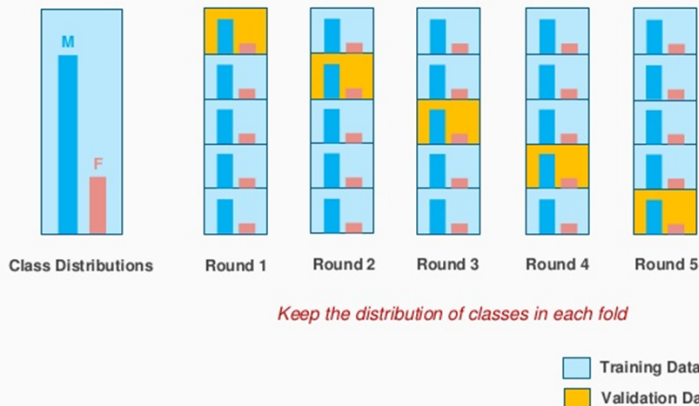 M
F
Class Distributions
Round 1
Round 2
Round 3
Round 4
Round 5
Keep the distribution of classes in each fold
Training Data
Validation Da